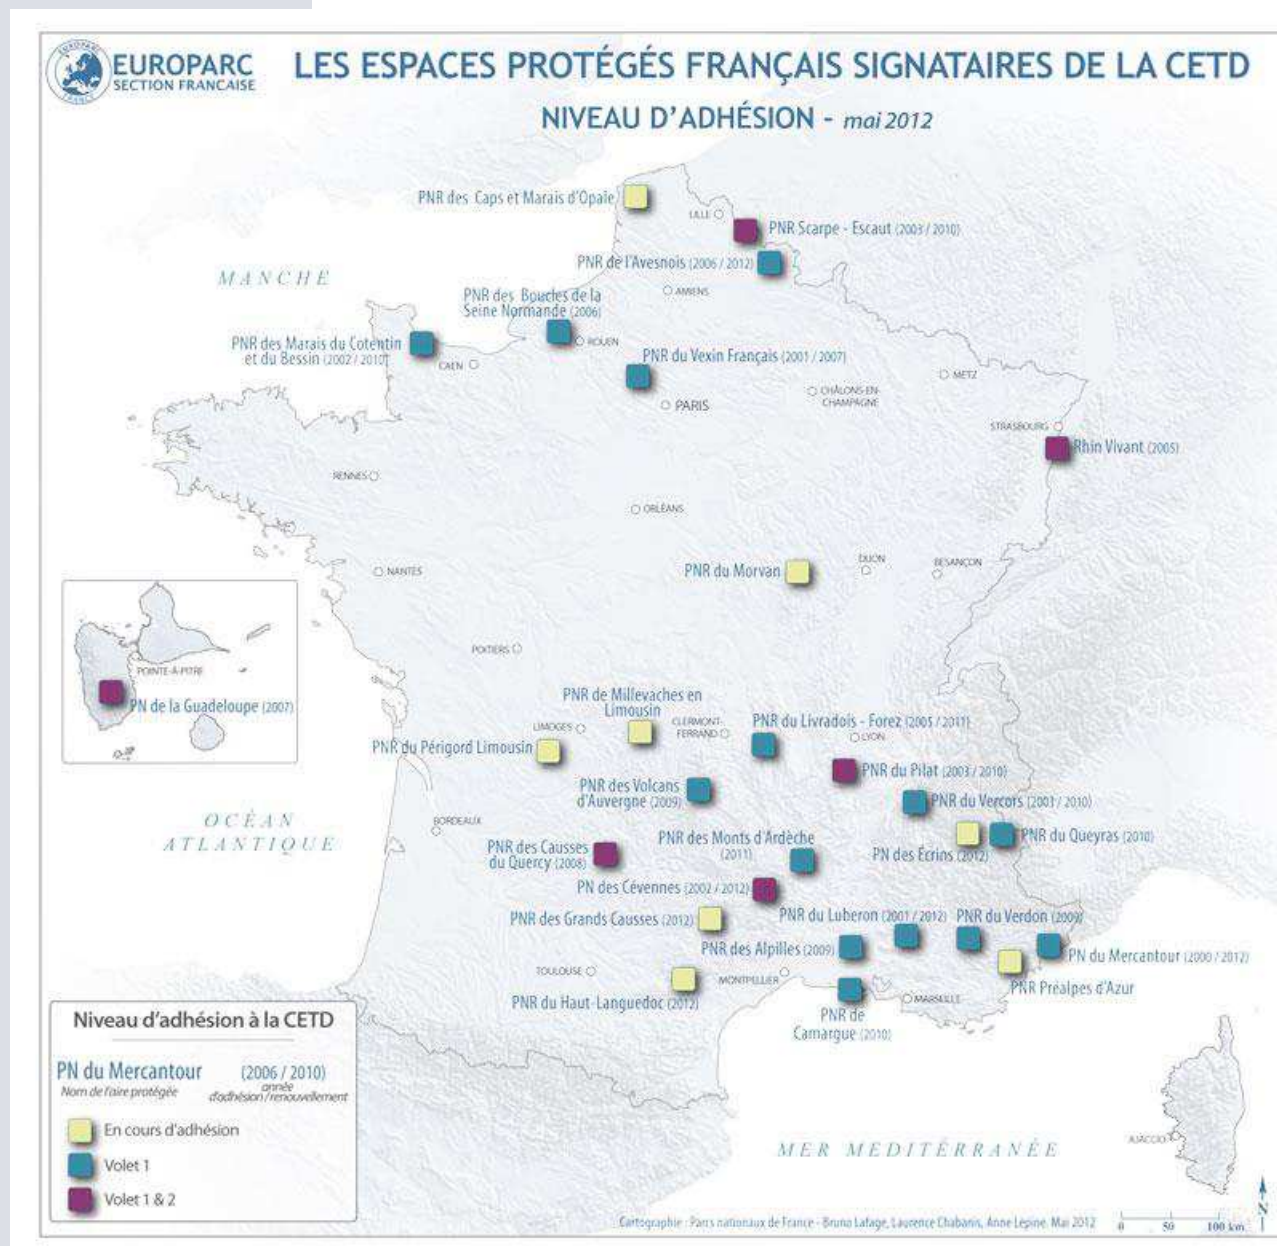 EUROPARC
SECTION FRANCAISE
EUROPARC
FRANCE
LES ESPACES PROTÉGÉS FRANÇAIS SIGNATAIRES DE LA CETD
NIVEAU D'ADHÉSION - mai 2012
PNR des Caps et Marais d'Opale
LILLE
PNR Scarpe - Escaut (2003 / 2010)
PNR de l'Avesnois (2006 / 2012)
MANCHE
AMIENS
PNR des Boucles de la
Seine Normande (2006)
ROUEN
PNR des Marais du Cotentin
et du Bessin (2002 / 2010)
CAEN
PNR du Vexin Français (2001 / 2007)
METZ
CHÂLONS-EN-
CHAMPAGNE
PARIS
STRASBOURG
Rhin Vivant (2005)
RENNES
ORLÉANS
PNR du Morvan
DIJON
BESANÇON
NANTES
POITIERS
POINTE-À-PITRE
PN de la Guadeloupe (2007)
PNR de Millevaches en
Limousin
LIMOGES
CLERMONT-
FERRAND
PNR du Livradois - Forez (2005 / 2011)
LYON
PNR du Périgord Limousin
PNR du Pilat (2003 / 2010)
PNR des Volcans
d'Auvergne (2009)
PNR du Vercors (2003 / 2010)
OCÉAN
ATLANTIQUE
BORDEAUX
PNR des Monts d'Ardèche
(2011)
PNR du Queyras (2010)
PNR des Causses
du Quercy (2008)
PN des Écrins (2012)
PN des Cévennes (2002 / 2012)
PNR des Grands Causses (2012)
PNR du Luberon (2001 / 2012)
PNR du Verdon (2009)
PNR des Alpilles (2009)
PN du Mercantour (2000 / 2012)
TOULOUSE
MONTPELLIER
PNR Préalpes d'Azur
PNR du Haut-Languedoc (2012)
MARSEILLE
PNR de
Camargue (2010)
Niveau d'adhésion à la CETD
PN du Mercantour (2006 / 2010)
Nom de l'aire protégée
année
d'adhésion/renouvellement
En cours d'adhésion
Volet 1
Volet 1 & 2
MER MEDITÉRRANÉE
AJACCIO
N
Cartographie : Parcs nationaux de France - Bruno Lafage, Laurence Chabanis, Anne Lepine. Mai 2012
0 50 100 km